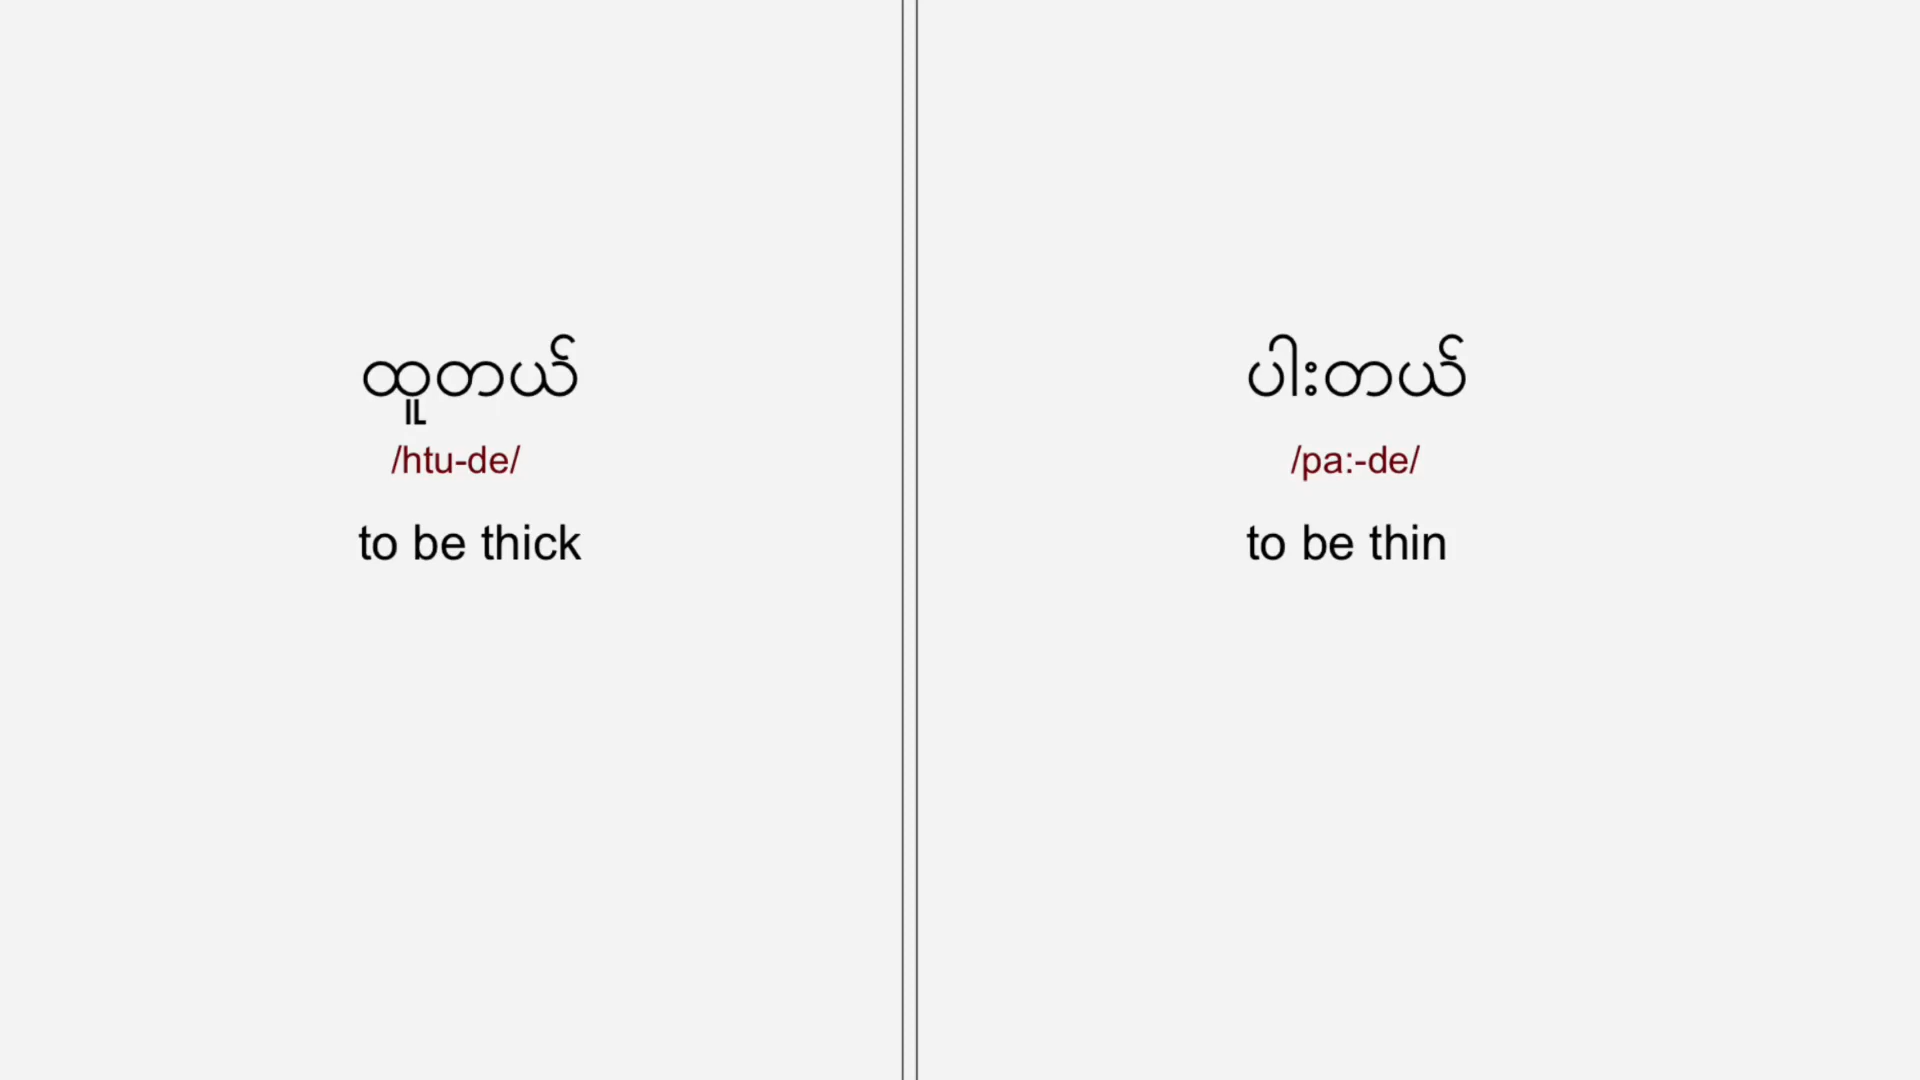 ထူတယ်
/htu-de/
to be thick
ပါးတယ်
/pa:-de/
to be thin